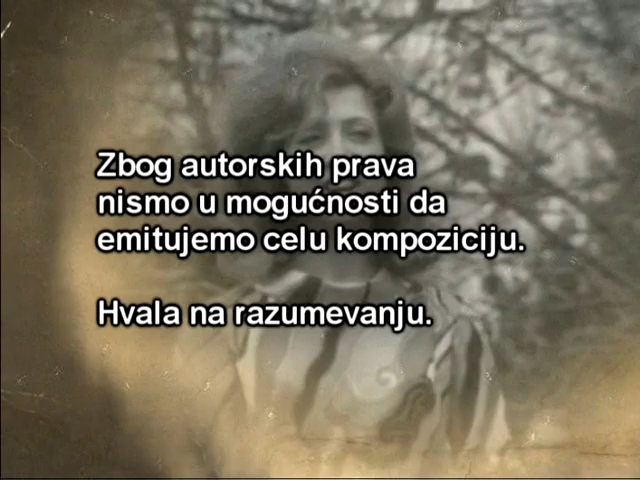 Zbog autorskih prava
nismo u mogućnosti da
emitujemo celu kompoziciju.
Hvala na razumevanju.